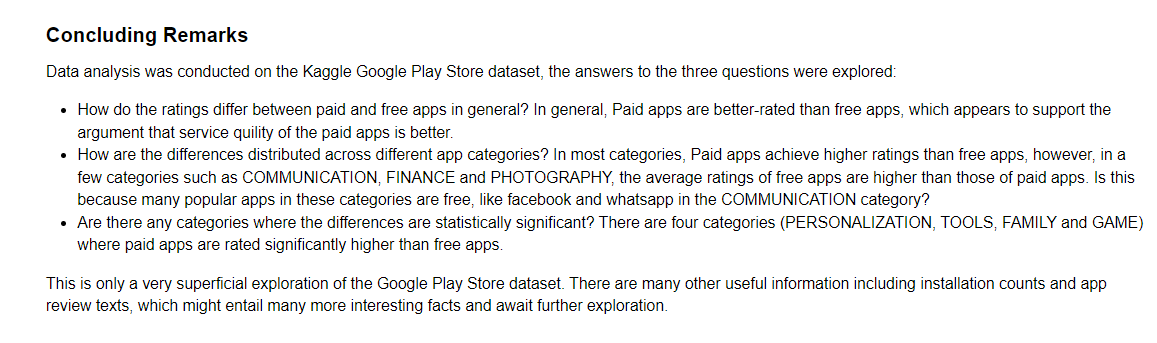 Concluding Remarks
Data analysis was conducted on the Kaggle Google Play Store dataset, the answers to the three questions were explored:
• How do the ratings differ between paid and free apps in general? In general, Paid apps are better-rated than free apps, which appears to support the
argument that service quility of the paid apps is better.
• How are the differences distributed across different app categories? In most categories, Paid apps achieve higher ratings than free apps, however, in a
few categories such as COMMUNICATION, FINANCE and PHOTOGRAPHY, the average ratings of free apps are higher than those of paid apps. Is this
because many popular apps in these categories are free, like facebook and whatsapp in the COMMUNICATION category?
• Are there any categories where the differences are statistically significant? There are four categories (PERSONALIZATION, TOOLS, FAMILY and GAME)
where paid apps are rated significantly higher than free apps.
This is only a very superficial exploration of the Google Play Store dataset. There are many other useful information including installation counts and app
review texts, which might entail many more interesting facts and await further exploration.